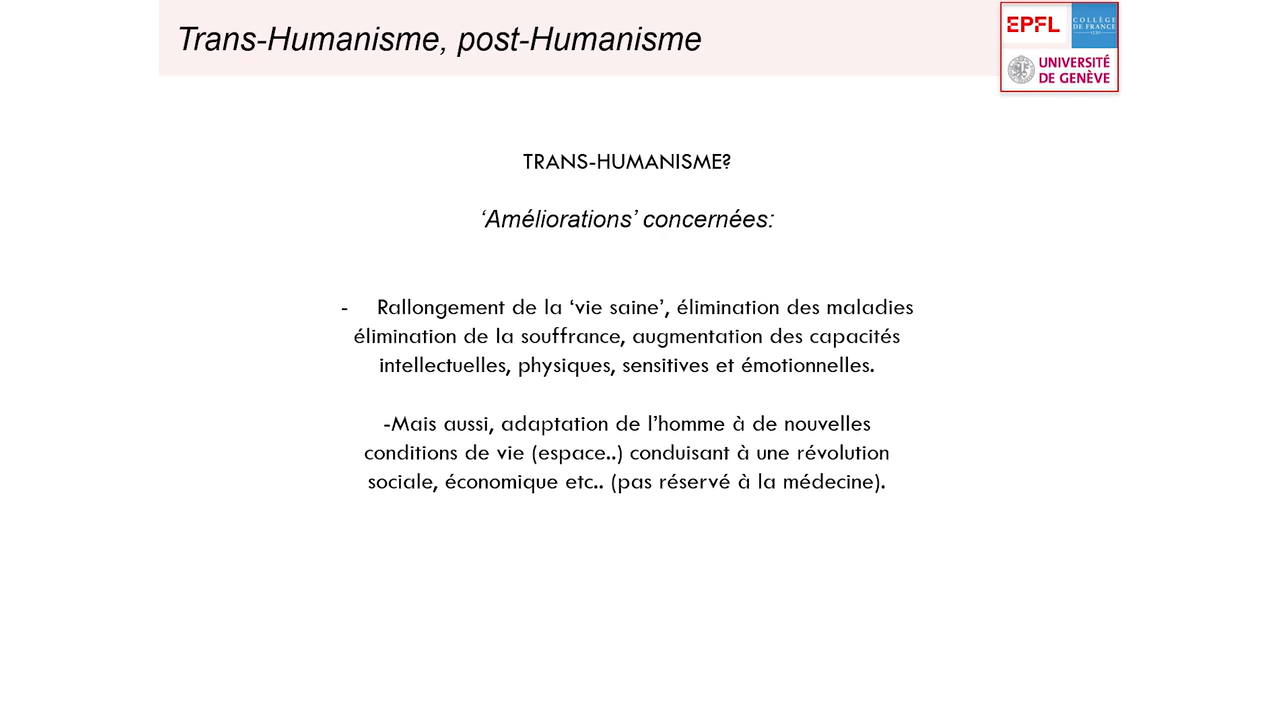 Trans-Humanisme, post-Humanisme
EPFL
COLLÈGE
DE FRANCE
1530
UNIVERSITÉ
DE GENÈVE
TRANS-HUMANISME?
‘Améliorations’ concernées:
- Rallongement de la ‘vie saine’, élimination des maladies
élimination de la souffrance, augmentation des capacités
intellectuelles, physiques, sensitives et émotionnelles.
-Mais aussi, adaptation de l’homme à de nouvelles
conditions de vie (espace..) conduisant à une révolution
sociale, économique etc.. (pas réservé à la médecine).